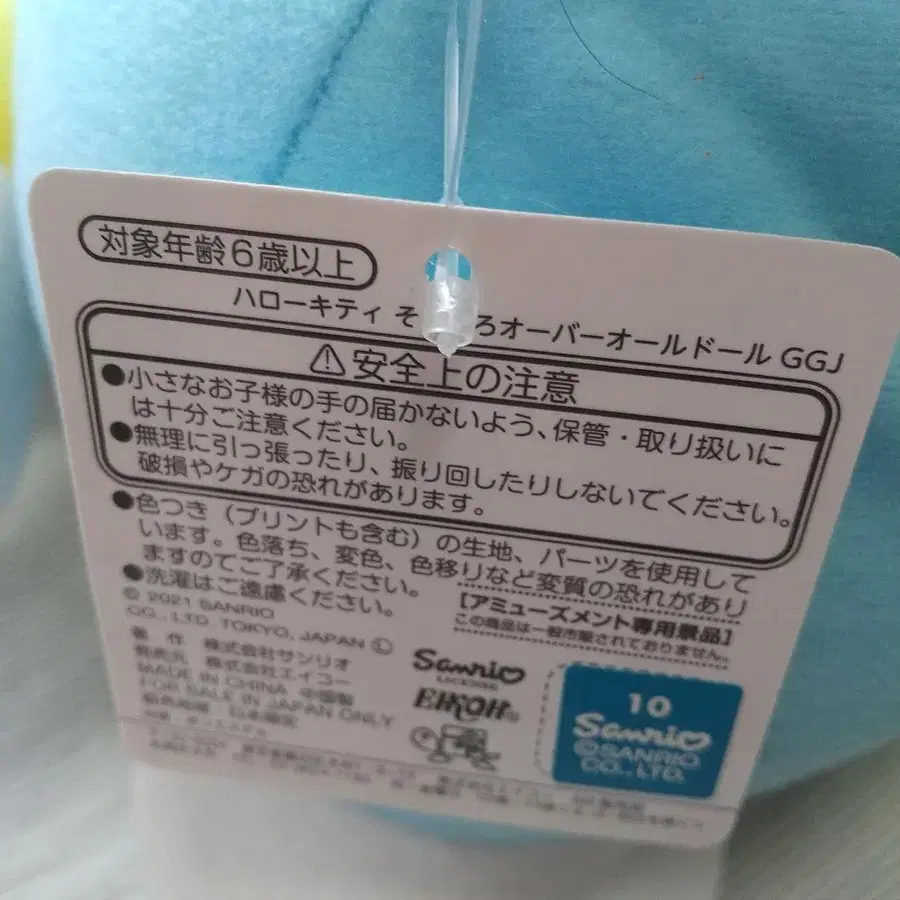 対象年齢6歳以上
ハローキティ そ ろオーバーオールドール GGJ
⚠安全上の注意
●小さなお子様の手の届かないよう、保管・取り扱いに
は十分ご注意ください。
●無理に引っ張ったり、振り回したりしないでください。
破損やケガの恐れがあります。
●色つき（プリントも含む）の生地、パーツを使用して
います。色落ち、変色、色移りなど変質の恐れがあり
ますのでご了承ください。
●洗濯はご遠慮ください。
© 2021 SANRIO
CO., LTD. TOKYO, JAPAN Ⓛ
【アミューズメント専用景品】
この商品は一般市販されておりません。
著 作 株式会社サンリオ
発売元 株式会社エイコー
MADE IN CHINA 中国製
FOR SALE IN JAPAN ONLY
販売地域 日本限定
Sanrio
LICENSE
EIKOH®
10
Sanrio
©SANRIO
CO., LTD.